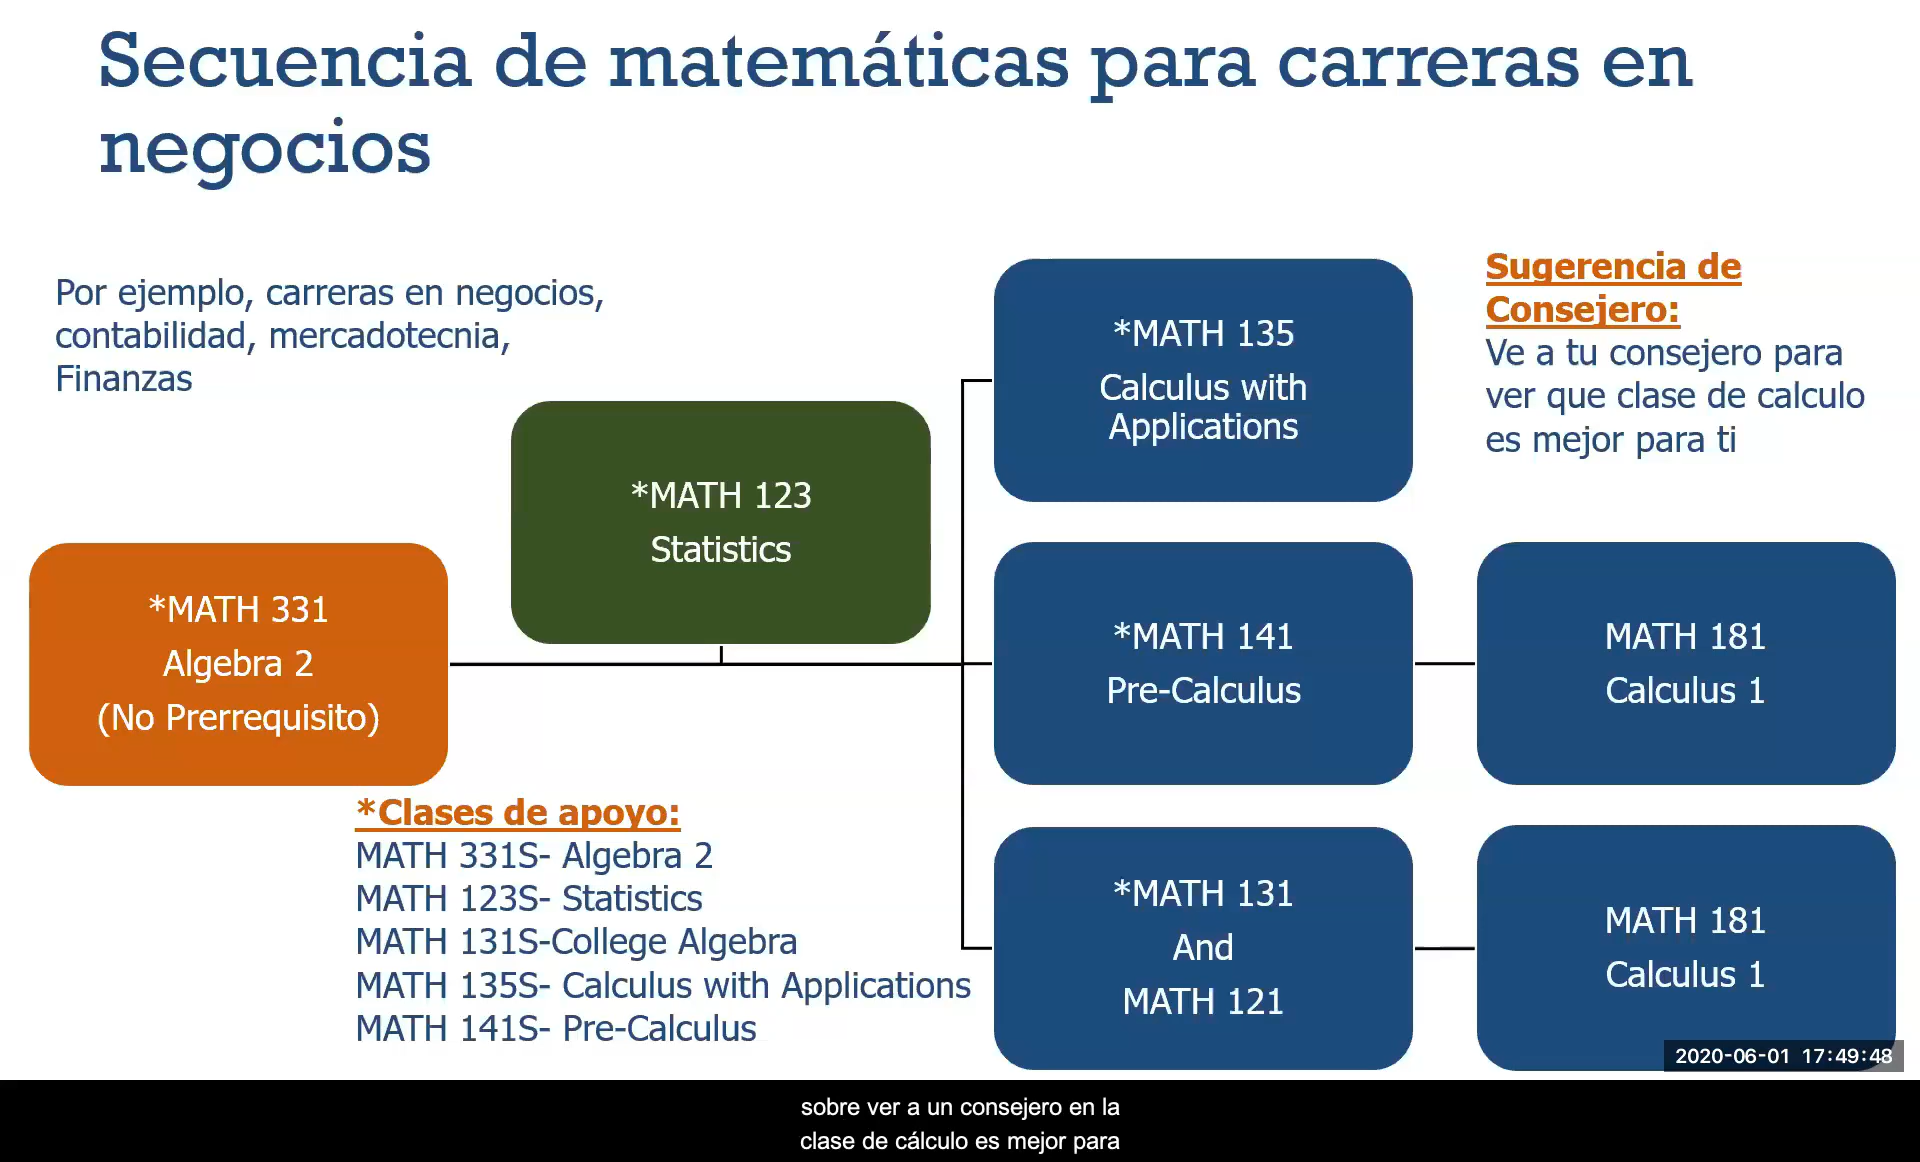 Secuencia de matemáticas para carreras en
negocios
Por ejemplo, carreras en negocios,
contabilidad, mercadotecnia,
Finanzas
*MATH 331
Algebra 2
(No Prerrequisito)
*MATH 123
Statistics
*MATH 135
Calculus with
Applications
*MATH 141
Pre-Calculus
*MATH 131
And
MATH 121
Sugerencia de
Consejero:
Ve a tu consejero para
ver que clase de calculo
es mejor para ti
MATH 181
Calculus 1
MATH 181
Calculus 1
*Clases de apoyo:
MATH 331S- Algebra 2
MATH 123S- Statistics
MATH 131S-College Algebra
MATH 135S- Calculus with Applications
MATH 141S- Pre-Calculus
2020-06-01 17:49:48
sobre ver a un consejero en la
clase de cálculo es mejor para